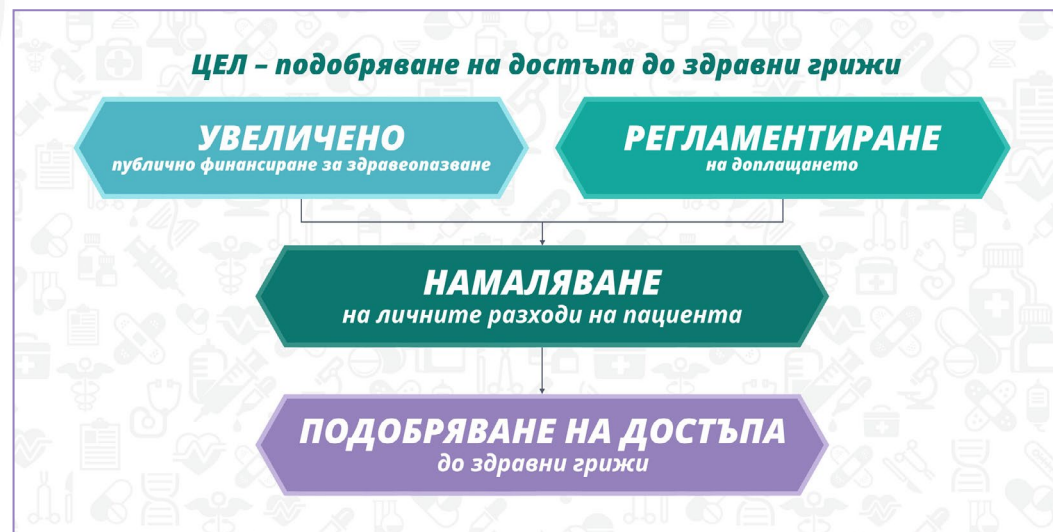 ЦЕЛ – подобряване на достъпа до здравни грижи
УВЕЛИЧЕНО
публично финансиране за здравеопазване
РЕГЛАМЕНТИРАНЕ
на доплащането
НАМАЛЯВАНЕ
на личните разходи на пациента
ПОДОБРЯВАНЕ НА ДОСТЪПА
до здравни грижи